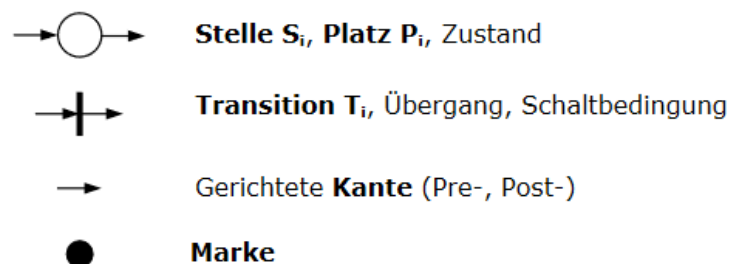 Stelle Sᵢ, Platz Pᵢ, Zustand
Transition Tᵢ, Übergang, Schaltbedingung
Gerichtete Kante (Pre-, Post-)
Marke